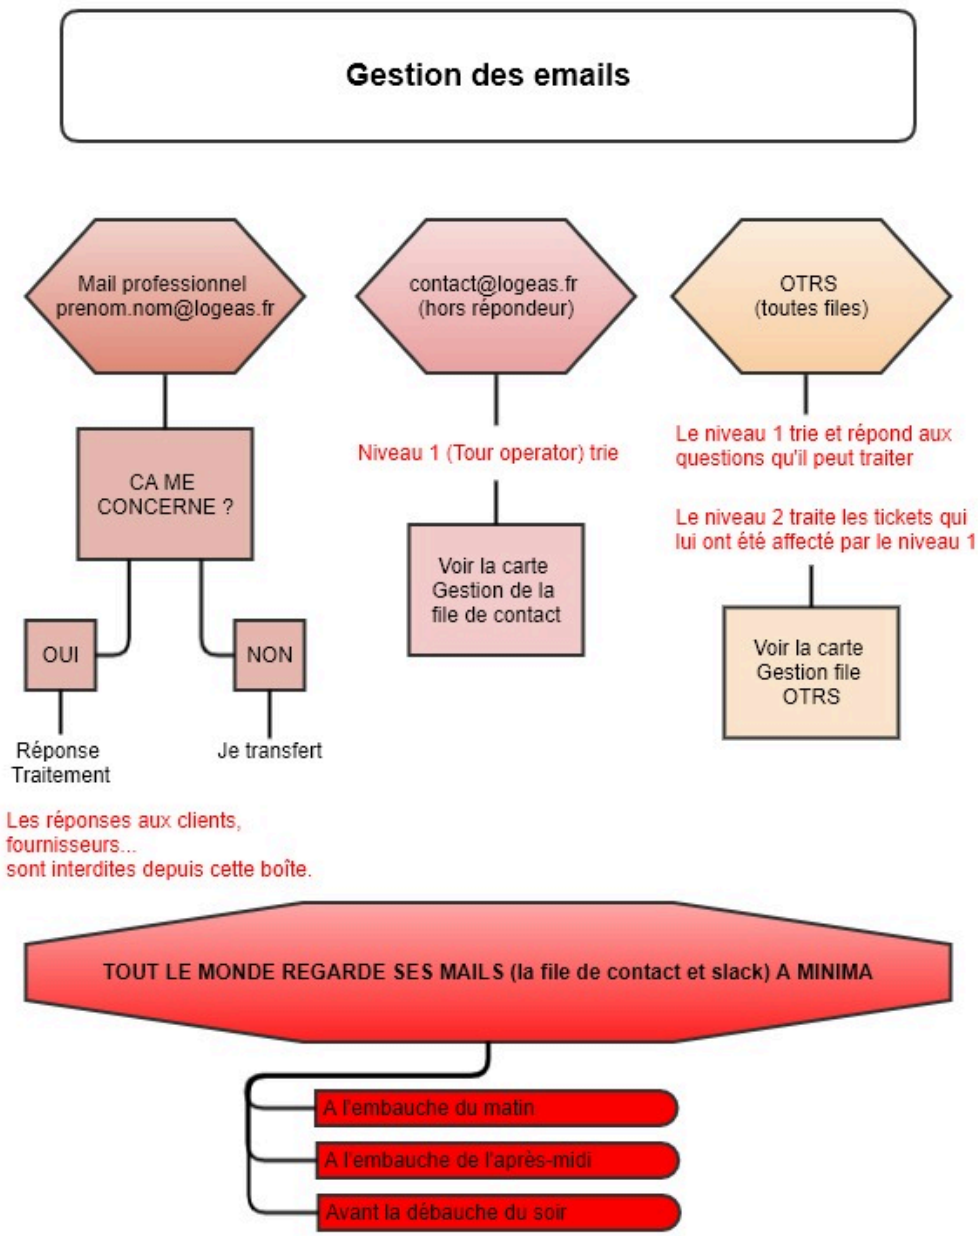 Gestion des emails
Mail professionnel
prenom.nom@logeas.fr
contact@logeas.fr
(hors répondeur)
OTRS
(toutes files)
CA ME
CONCERNE ?
OUI
NON
Réponse
Traitement
Je transfert
Les réponses aux clients,
fournisseurs...
sont interdites depuis cette boîte.
Niveau 1 (Tour operator) trie
Voir la carte
Gestion de la
file de contact
Le niveau 1 trie et répond aux
questions qu'il peut traiter
Le niveau 2 traite les tickets qui
lui ont été affecté par le niveau 1
Voir la carte
Gestion file
OTRS
TOUT LE MONDE REGARDE SES MAILS (la file de contact et slack) A MINIMA
A l'embauche du matin
A l'embauche de l'après-midi
Avant la débauche du soir